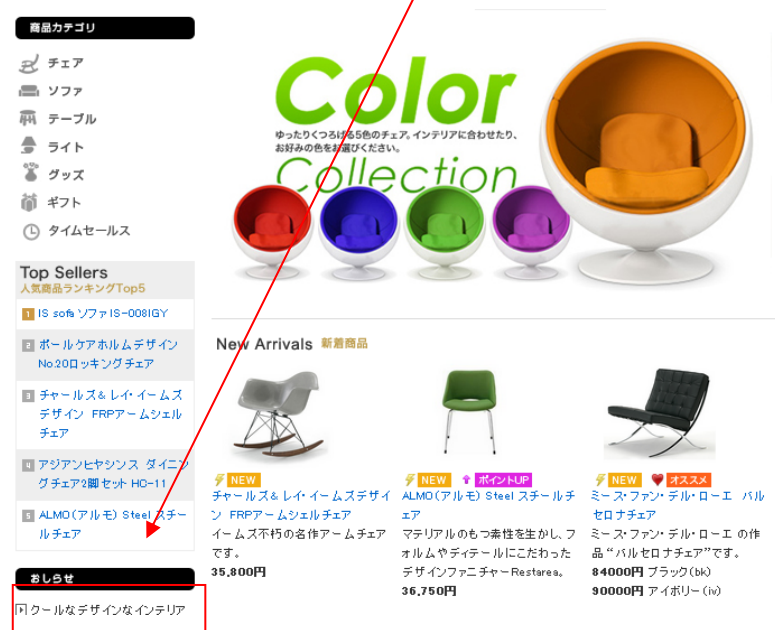 商品カテゴリ
チェア
ソファ
テーブル
ライト
グッズ
ギフト
タイムセールス
Top Sellers
人気商品ランキングTop5
1 IS sofa ソファIS-008IGY
2 ポールケアホルムデザイン
No.20ロッキングチェア
3 チャールズ&レイ・イームズ
デザイン FRPアームシェル
チェア
4 アジアンヒヤシンス ダイニン
グチェア2脚セット HO-11
5 ALMO(アルモ) Steel スチー
ルチェア
おしらせ
クールなデザインなインテリア
Color
ゆったりくつろげる5色のチェア。インテリアに合わせたり、
お好みの色をお選びください。
Collection
New Arrivals 新着商品
NEW
チャールズ&レイ・イームズデザイ
ン FRPアームシェルチェア
イームズ不朽の名作アームチェア
です。
35,800円
NEW ポイントUP
ALMO(アルモ) Steel スチールチ
ェア
マテリアルのもつ素性を生かし、フ
ォルムやディテールにこだわった
デザインファニチャーRestarea。
36,750円
NEW オススメ
ミース・ファン・デル・ローエ バル
セロナチェア
ミース・ファン・デル・ローエ の作
品“バルセロナチェア”です。
84000円 ブラック(bk)
90000円 アイボリー(iv)